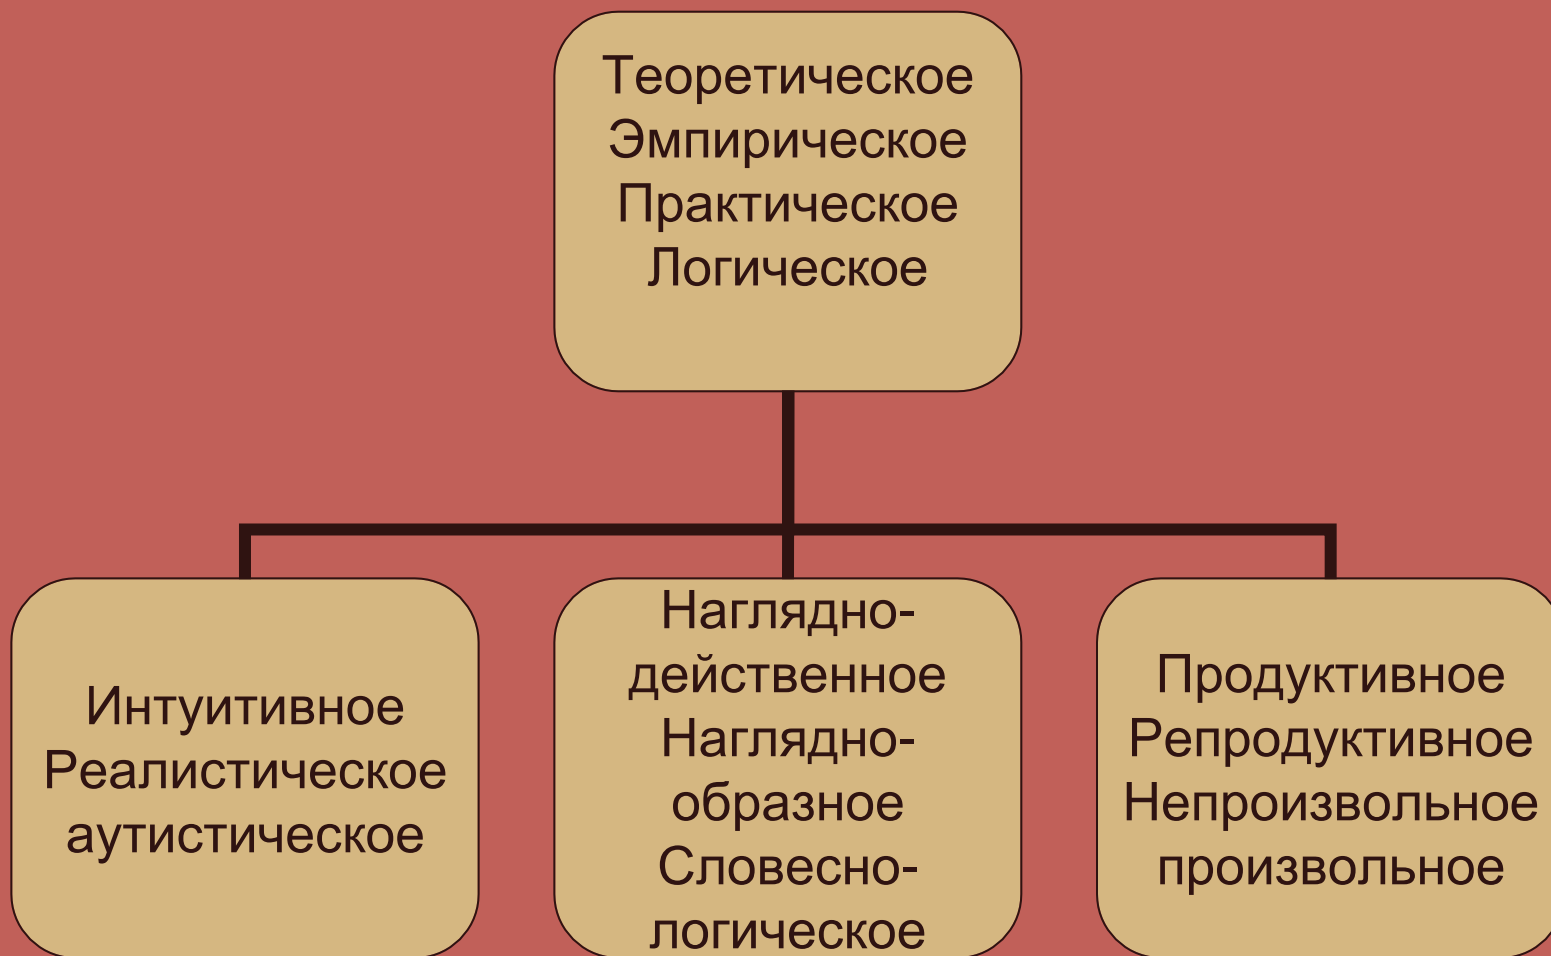 Теоретическое
Эмпирическое
Практическое
Логическое
Интуитивное
Реалистическое
аутистическое
Наглядно-
действенное
Наглядно-
образное
Словесно-
логическое
Продуктивное
Репродуктивное
Непроизвольное
произвольное